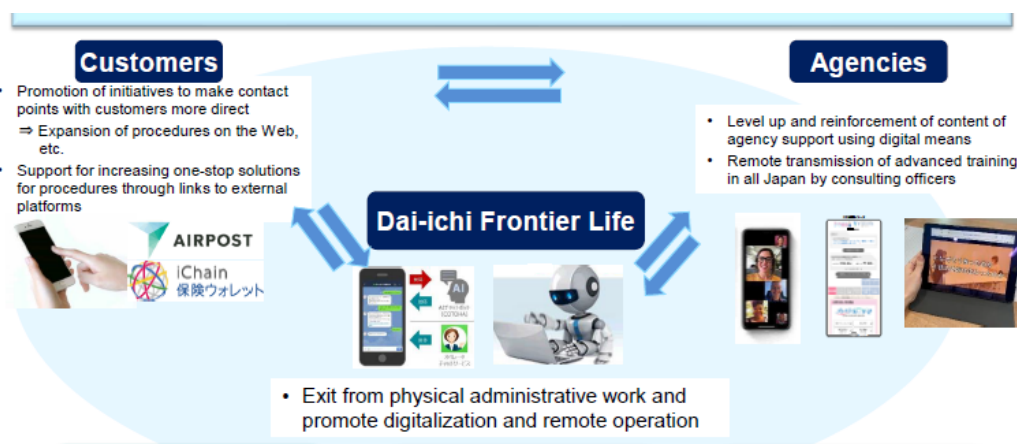 Customers
• Promotion of initiatives to make contact
points with customers more direct
⇒ Expansion of procedures on the Web,
etc.
• Support for increasing one-stop solutions
for procedures through links to external
platforms
AIRPOST
iChain
保険ウォレット
Agencies
• Level up and reinforcement of content of
agency support using digital means
• Remote transmission of advanced training
in all Japan by consulting officers
Dai-ichi Frontier Life
AI
• Exit from physical administrative work and
promote digitalization and remote operation